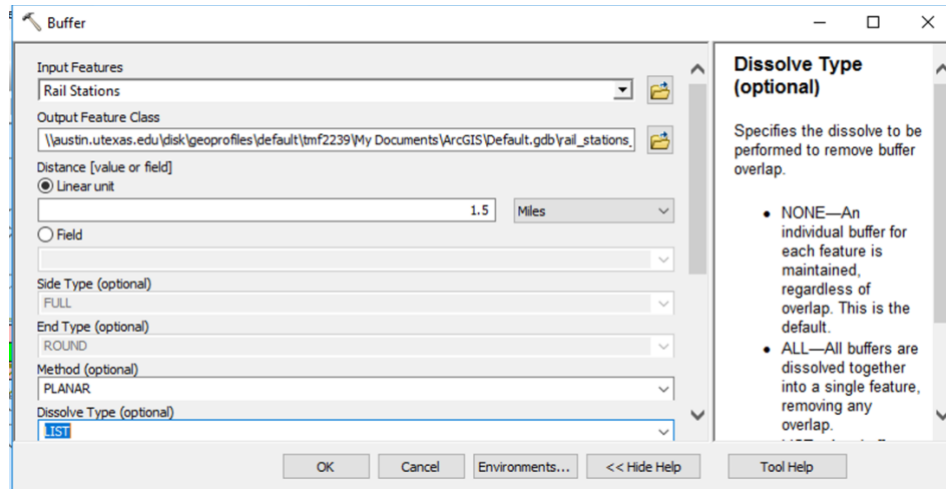 Buffer
Input Features
Rail Stations
Output Feature Class
\\austin.utexas.edu\disk\geoprofiles\default\tmf2239\My Documents\ArcGIS\Default.gdb\rail_stations_
Distance [value or field]
Linear unit
1.5 Miles
Field
Side Type (optional)
FULL
End Type (optional)
ROUND
Method (optional)
PLANAR
Dissolve Type (optional)
LIST
Dissolve Type
(optional)
Specifies the dissolve to be
performed to remove buffer
overlap.
• NONE—An
individual buffer for
each feature is
maintained,
regardless of
overlap. This is the
default.
• ALL—All buffers are
dissolved together
into a single feature,
removing any
overlap.
OK Cancel Environments... << Hide Help Tool Help